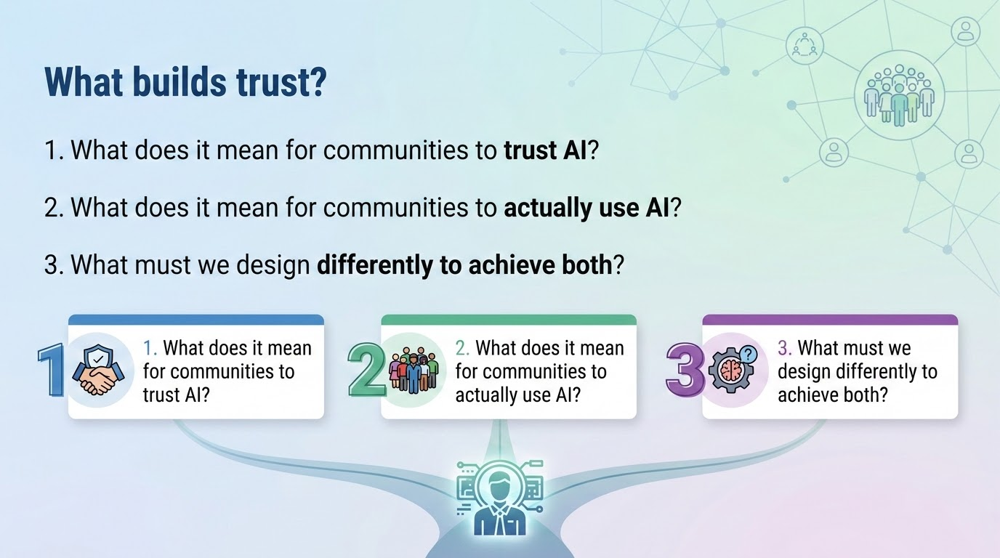 What builds trust?
1. What does it mean for communities to trust AI?
2. What does it mean for communities to actually use AI?
3. What must we design differently to achieve both?
1
1. What does it mean
for communities to
trust AI?
2
2. What does it mean
for communities to
actually use AI?
3
?
3. What must we
design differently to
achieve both?